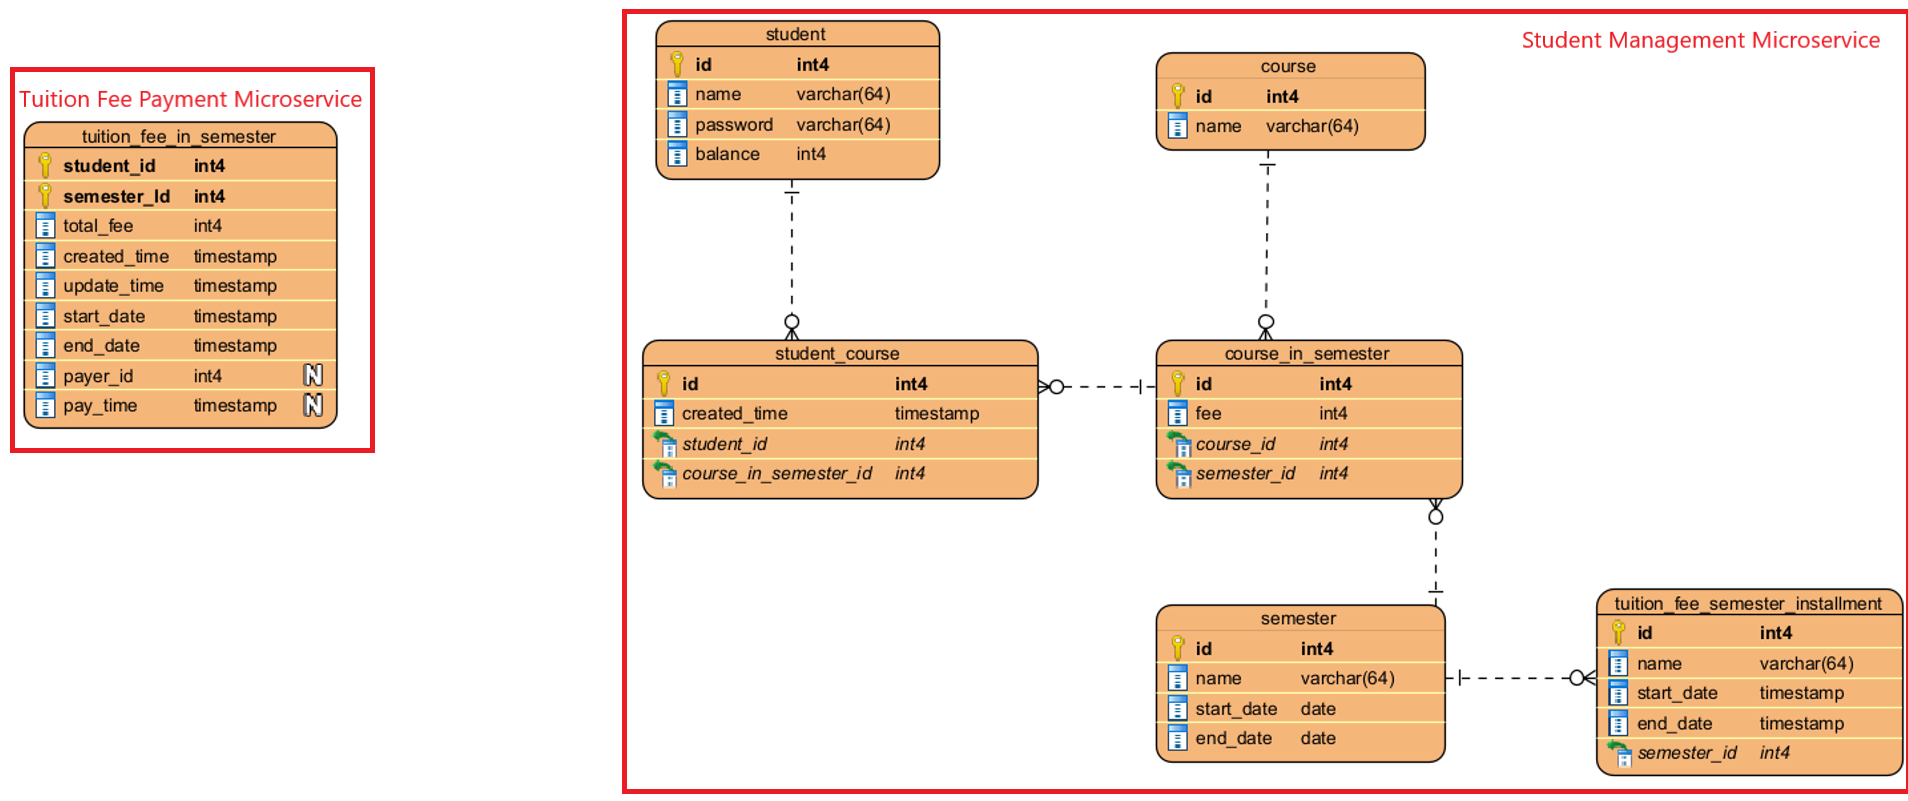 Tuition Fee Payment Microservice
tuition_fee_in_semester
student_id int4
semester_Id int4
total_fee int4
created_time timestamp
update_time timestamp
start_date timestamp
end_date timestamp
payer_id int4 N
pay_time timestamp N
Student Management Microservice
student
id int4
name varchar(64)
password varchar(64)
balance int4
course
id int4
name varchar(64)
student_course
id int4
created_time timestamp
student_id int4
course_in_semester_id int4
course_in_semester
id int4
fee int4
course_id int4
semester_id int4
semester
id int4
name varchar(64)
start_date date
end_date date
tuition_fee_semester_installment
id int4
name varchar(64)
start_date timestamp
end_date timestamp
semester_id int4